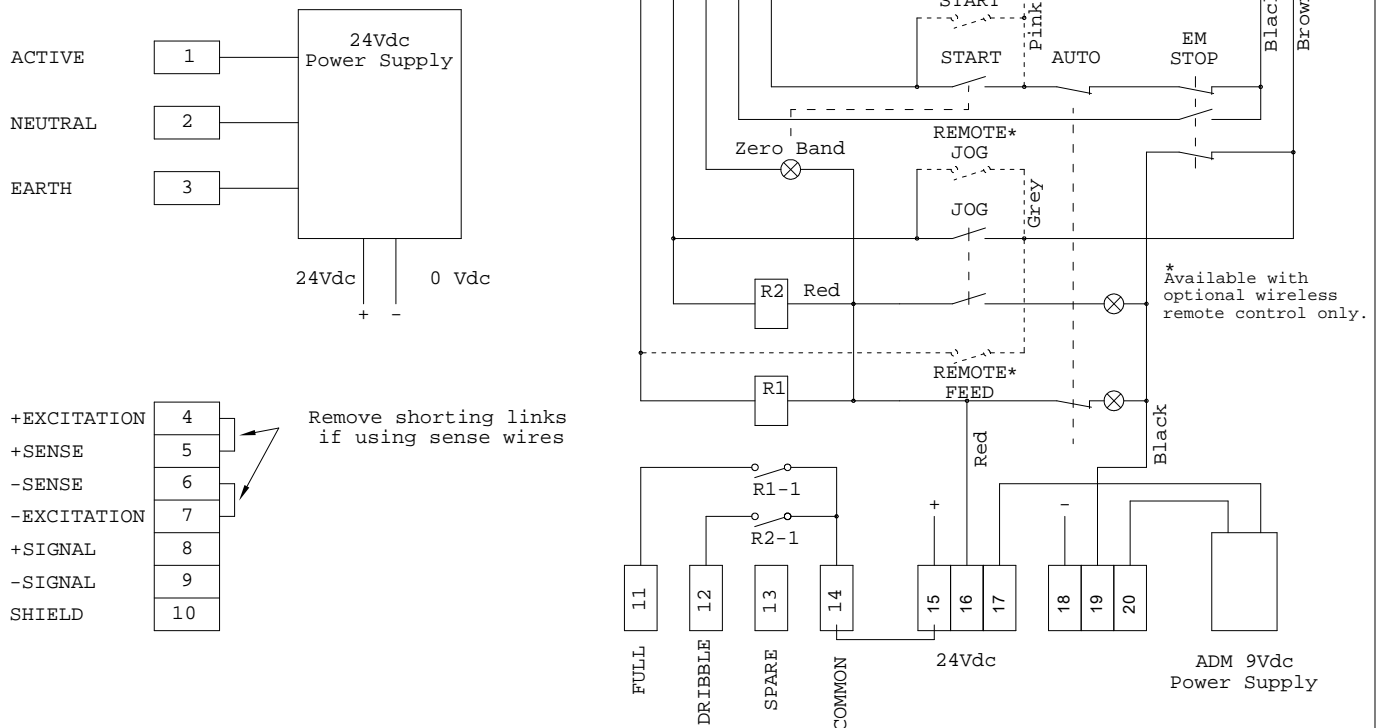 ACTIVE
1
NEUTRAL
2
EARTH
3
24Vdc
Power Supply
24Vdc
0 Vdc
+
-
+EXCITATION
4
+SENSE
5
-SENSE
6
-EXCITATION
7
+SIGNAL
8
-SIGNAL
9
SHIELD
10
Remove shorting links
if using sense wires
START
Pink
START
AUTO
EM
STOP
Zero Band
REMOTE*
JOG
Grey
JOG
R2
Red
*
Available with
optional wireless
remote control only.
REMOTE*
FEED
R1
Red
Black
R1-1
R2-1
+
-
11
12
13
14
15
16
17
18
19
20
FULL
DRIBBLE
SPARE
COMMON
24Vdc
ADM 9Vdc
Power Supply